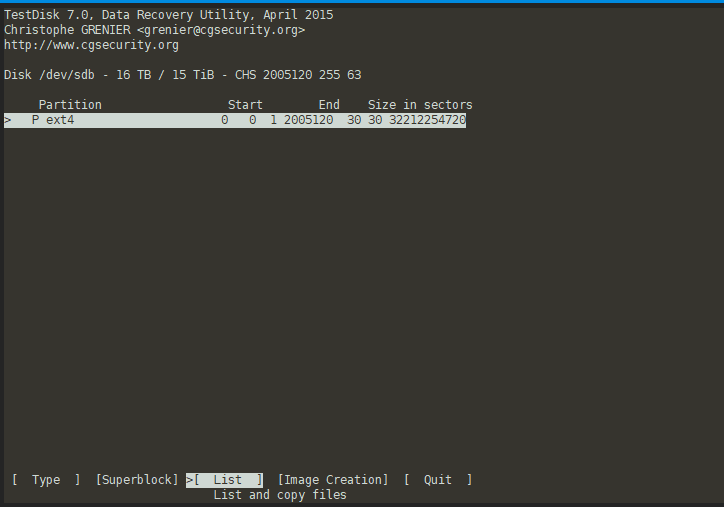 TestDisk 7.0, Data Recovery Utility, April 2015
Christophe GRENIER <grenier@cgsecurity.org>
http://www.cgsecurity.org
Disk /dev/sdb - 16 TB / 15 TiB - CHS 2005120 255 63
Partition Start End Size in sectors
> P ext4 0 0 1 2005120 30 30 32212254720
[ Type ] [Superblock] >[ List ] [Image Creation] [ Quit ]
List and copy files